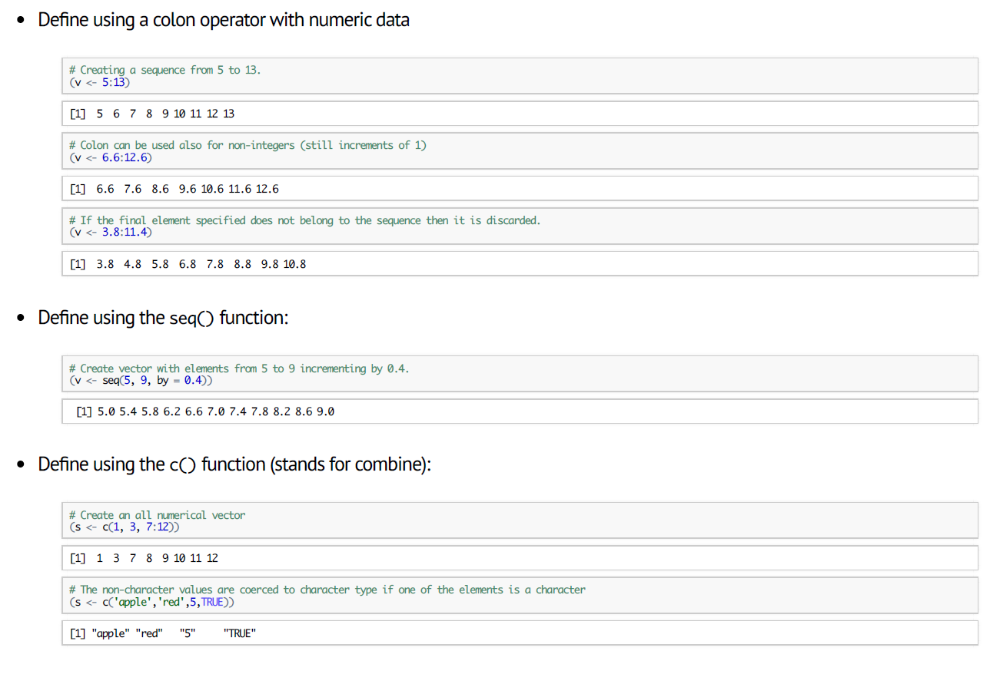 • Define using a colon operator with numeric data
# Creating a sequence from 5 to 13.
(v <- 5:13)
[1]  5  6  7  8  9 10 11 12 13
# Colon can be used also for non-integers (still increments of 1)
(v <- 6.6:12.6)
[1]  6.6  7.6  8.6  9.6 10.6 11.6 12.6
# If the final element specified does not belong to the sequence then it is discarded.
(v <- 3.8:11.4)
[1]  3.8  4.8  5.8  6.8  7.8  8.8  9.8 10.8
• Define using the seq() function:
# Create vector with elements from 5 to 9 incrementing by 0.4.
(v <- seq(5, 9, by = 0.4))
[1] 5.0 5.4 5.8 6.2 6.6 7.0 7.4 7.8 8.2 8.6 9.0
• Define using the c() function (stands for combine):
# Create an all numerical vector
(s <- c(1, 3, 7:12))
[1]  1  3  7  8  9 10 11 12
# The non-character values are coerced to character type if one of the elements is a character
(s <- c('apple','red',5,TRUE))
[1] "apple" "red"   "5"     "TRUE"